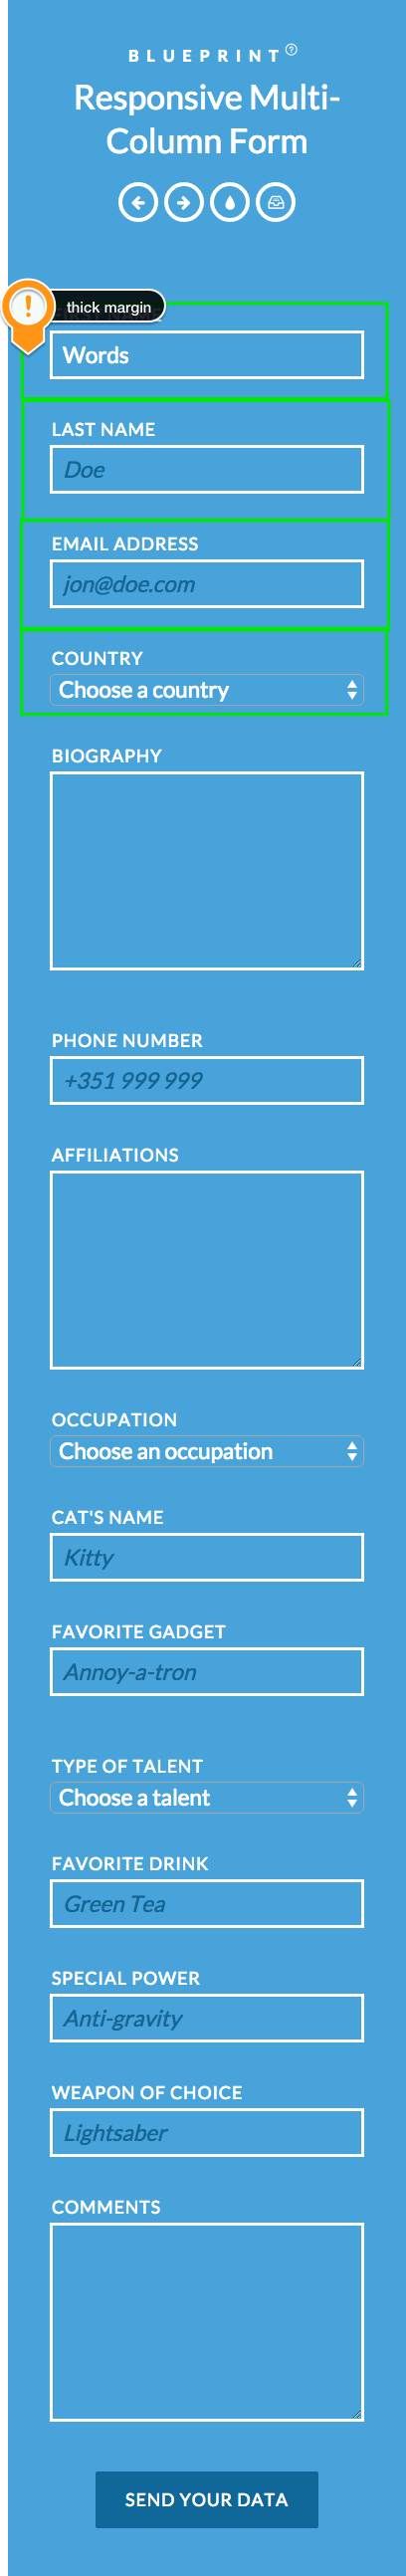 BLUEPRINT
Responsive Multi-
Column Form
thick margin
FIRST NAME
Words
LAST NAME
Doe
EMAIL ADDRESS
jon@doe.com
COUNTRY
Choose a country
BIOGRAPHY
PHONE NUMBER
+351 999 999
AFFILIATIONS
OCCUPATION
Choose an occupation
CAT'S NAME
Kitty
FAVORITE GADGET
Annoy-a-tron
TYPE OF TALENT
Choose a talent
FAVORITE DRINK
Green Tea
SPECIAL POWER
Anti-gravity
WEAPON OF CHOICE
Lightsaber
COMMENTS
SEND YOUR DATA